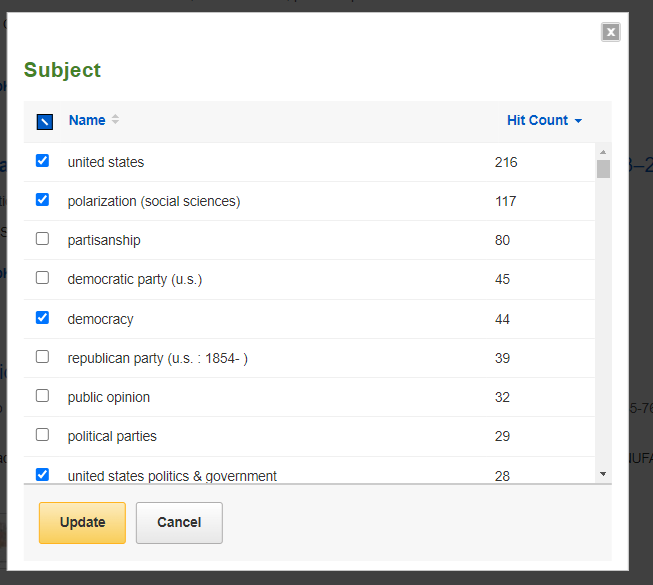 x
Subject
Name Hit Count
united states 216
polarization (social sciences) 117
partisanship 80
democratic party (u.s.) 45
democracy 44
republican party (u.s. : 1854- ) 39
public opinion 32
political parties 29
united states politics & government 28
Update Cancel